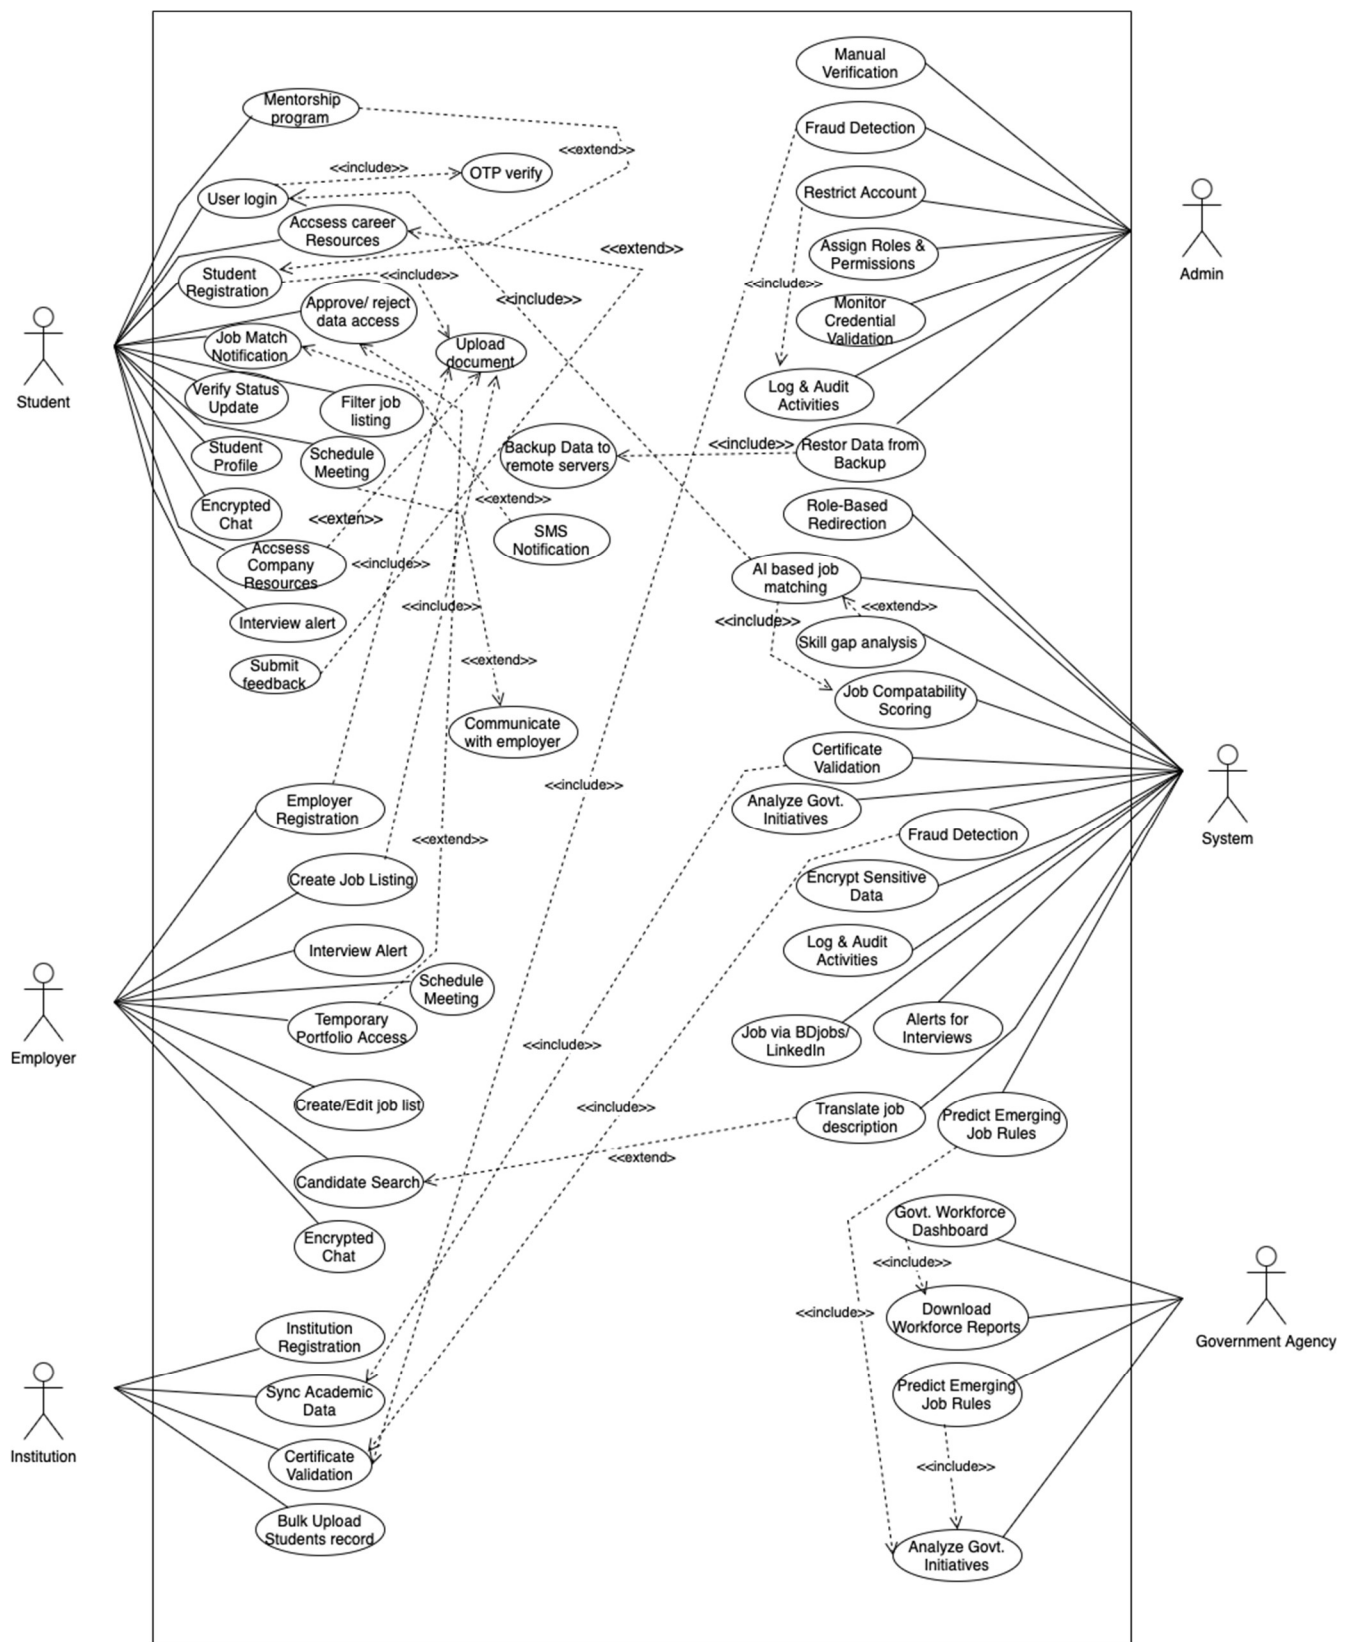 Manual
Verification
Mentorship
program
Fraud Detection
<<extend>>
<<include>>
OTP verify
User login
Restrict Account
Accsess career
Resources
<<extend>>
Assign Roles &
Permissions
Admin
Student
Registration
<<include>>
<<include>>
<<include>>
Approve/ reject
data access
Monitor
Credential
Validation
Job Match
Notification
Upload
document
Student
Verify Status
Update
Filter job
listing
Log & Audit
Activities
Student
Profile
Schedule
Meeting
Backup Data to
remote servers
<<include>>
Restor Data from
Backup
Encrypted
Chat
<<exten>>
<<extend>>
Role-Based
Redirection
SMS
Notification
Accsess
Company
Resources
<<include>>
AI based job
matching
<<include>>
<<extend>>
Interview alert
<<include>>
Skill gap analysis
Submit
feedback
<<extend>>
Job Compatability
Scoring
Communicate
with employer
Certificate
Validation
<<include>>
Employer
Registration
Analyze Govt.
Initiatives
<<extend>>
Fraud Detection
System
Create Job Listing
Encrypt Sensitive
Data
Interview Alert
Log & Audit
Activities
Schedule
Meeting
Temporary
Portfolio Access
Employer
<<include>>
Job via BDjobs/
LinkedIn
Alerts for
Interviews
Create/Edit job list
<<include>>
Translate job
description
Predict Emerging
Job Rules
<<extend>
Candidate Search
Encrypted
Chat
Govt. Workforce
Dashboard
<<include>>
<<include>>
Download
Workforce Reports
Government Agency
Institution
Registration
Sync Academic
Data
Predict Emerging
Job Rules
Institution
Certificate
Validation
<<include>>
Bulk Upload
Students record
Analyze Govt.
Initiatives